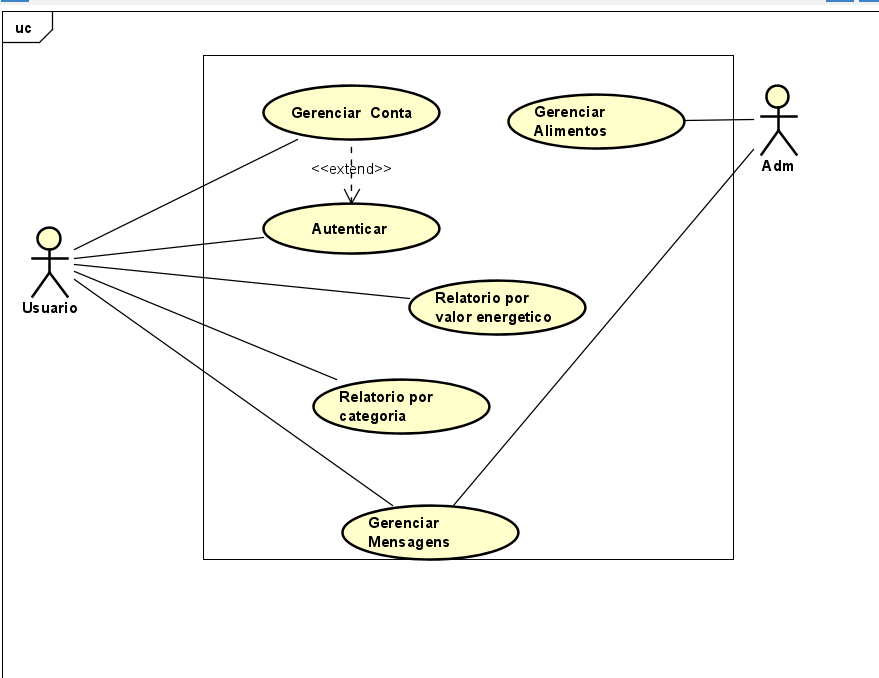 uc
Gerenciar Conta
Gerenciar
Alimentos
Adm
<<extend>>
Autenticar
Usuario
Relatorio por
valor energetico
Relatorio por
categoria
Gerenciar
Mensagens